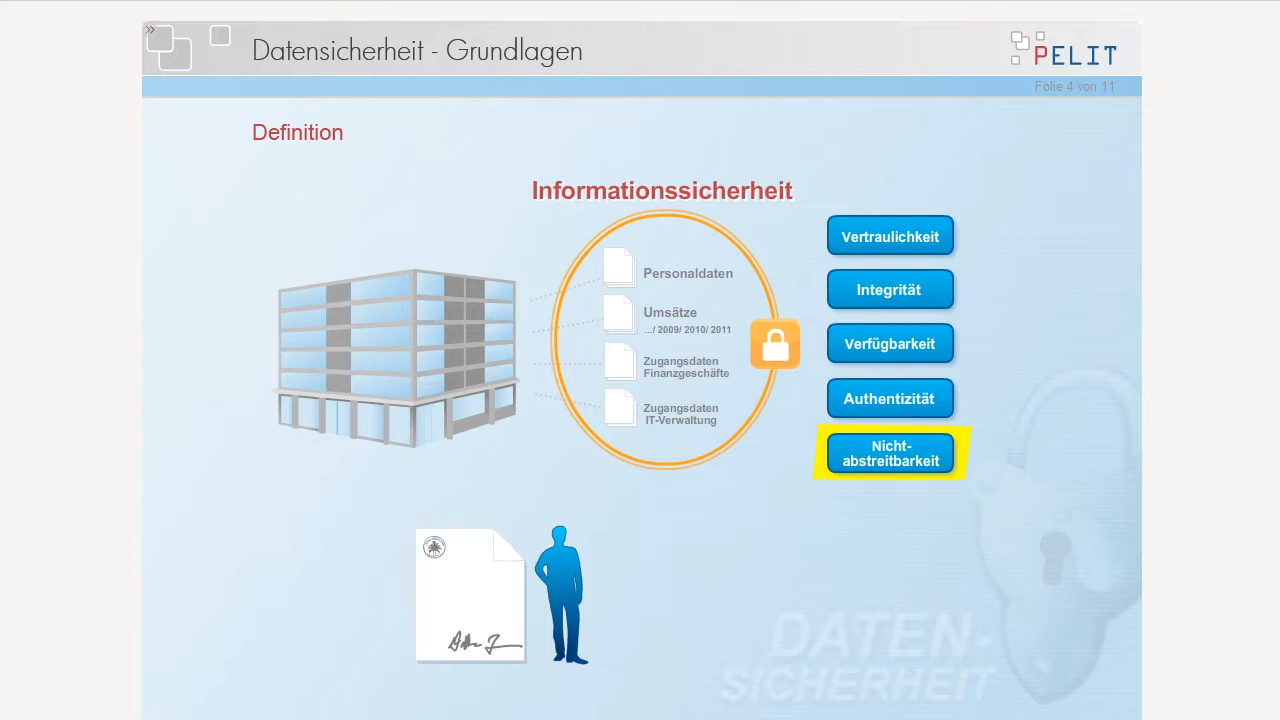 »
Datensicherheit - Grundlagen
PELIT
Folie 4 von 11
Definition
Informationssicherheit
Personaldaten
Umsätze
.../ 2009/ 2010/ 2011
Zugangsdaten
Finanzgeschäfte
Zugangsdaten
IT-Verwaltung
Vertraulichkeit
Integrität
Verfügbarkeit
Authentizität
Nicht-
abstreitbarkeit
DATEN-
SICHERHEIT